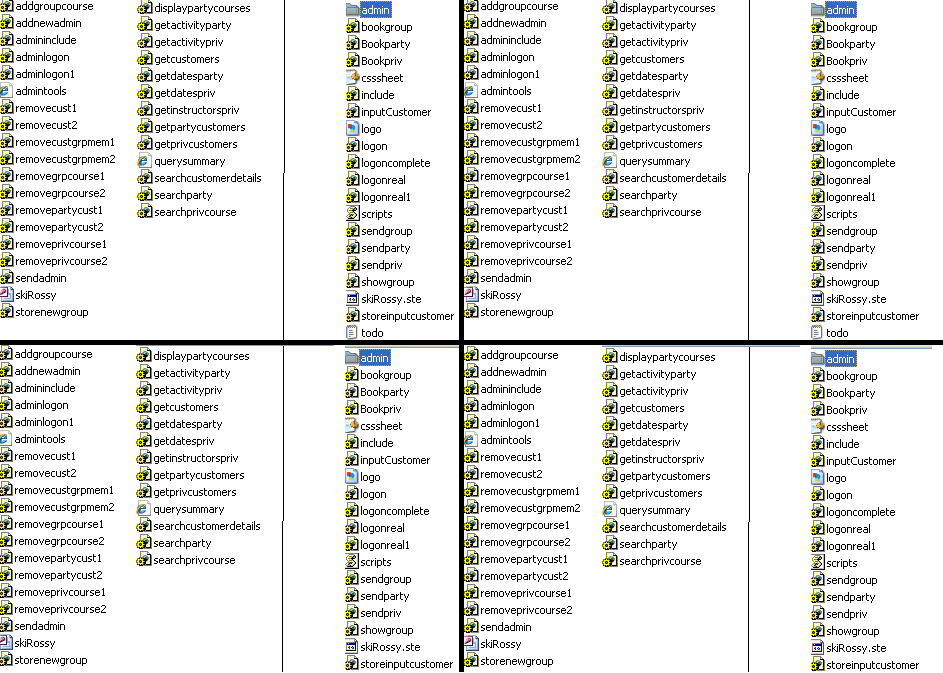 addgroupcourse
addnewadmin
admininclude
adminlogon
adminlogon1
admintools
removecust1
removecust2
removecustgrpmem1
removecustgrpmem2
removegrpcourse1
removegrpcourse2
removepartycust1
removepartycust2
removeprivcourse1
removeprivcourse2
sendadmin
skiRossy
storenewgroup
displaypartycourses
getactivityparty
getactivitypriv
getcustomers
getdatesparty
getdatespriv
getinstructorspriv
getpartycustomers
getprivcustomers
querysummary
searchcustomerdetails
searchparty
searchprivcourse
admin
bookgroup
Bookparty
Bookpriv
csssheet
include
inputCustomer
logo
logon
logoncomplete
logonreal
logonreal1
scripts
sendgroup
sendparty
sendpriv
showgroup
skiRossy.ste
storeinputcustomer
todo
addgroupcourse
addnewadmin
admininclude
adminlogon
adminlogon1
admintools
removecust1
removecust2
removecustgrpmem1
removecustgrpmem2
removegrpcourse1
removegrpcourse2
removepartycust1
removepartycust2
removeprivcourse1
removeprivcourse2
sendadmin
skiRossy
storenewgroup
displaypartycourses
getactivityparty
getactivitypriv
getcustomers
getdatesparty
getdatespriv
getinstructorspriv
getpartycustomers
getprivcustomers
querysummary
searchcustomerdetails
searchparty
searchprivcourse
admin
bookgroup
Bookparty
Bookpriv
csssheet
include
inputCustomer
logo
logon
logoncomplete
logonreal
logonreal1
scripts
sendgroup
sendparty
sendpriv
showgroup
skiRossy.ste
storeinputcustomer
todo
addgroupcourse
addnewadmin
admininclude
adminlogon
adminlogon1
admintools
removecust1
removecust2
removecustgrpmem1
removecustgrpmem2
removegrpcourse1
removegrpcourse2
removepartycust1
removepartycust2
removeprivcourse1
removeprivcourse2
sendadmin
skiRossy
storenewgroup
displaypartycourses
getactivityparty
getactivitypriv
getcustomers
getdatesparty
getdatespriv
getinstructorspriv
getpartycustomers
getprivcustomers
querysummary
searchcustomerdetails
searchparty
searchprivcourse
admin
bookgroup
Bookparty
Bookpriv
csssheet
include
inputCustomer
logo
logon
logoncomplete
logonreal
logonreal1
scripts
sendgroup
sendparty
sendpriv
showgroup
skiRossy.ste
storeinputcustomer
addgroupcourse
addnewadmin
admininclude
adminlogon
adminlogon1
admintools
removecust1
removecust2
removecustgrpmem1
removecustgrpmem2
removegrpcourse1
removegrpcourse2
removepartycust1
removepartycust2
removeprivcourse1
removeprivcourse2
sendadmin
skiRossy
storenewgroup
displaypartycourses
getactivityparty
getactivitypriv
getcustomers
getdatesparty
getdatespriv
getinstructorspriv
getpartycustomers
getprivcustomers
querysummary
searchcustomerdetails
searchparty
searchprivcourse
admin
bookgroup
Bookparty
Bookpriv
csssheet
include
inputCustomer
logo
logon
logoncomplete
logonreal
logonreal1
scripts
sendgroup
sendparty
sendpriv
showgroup
skiRossy.ste
storeinputcustomer